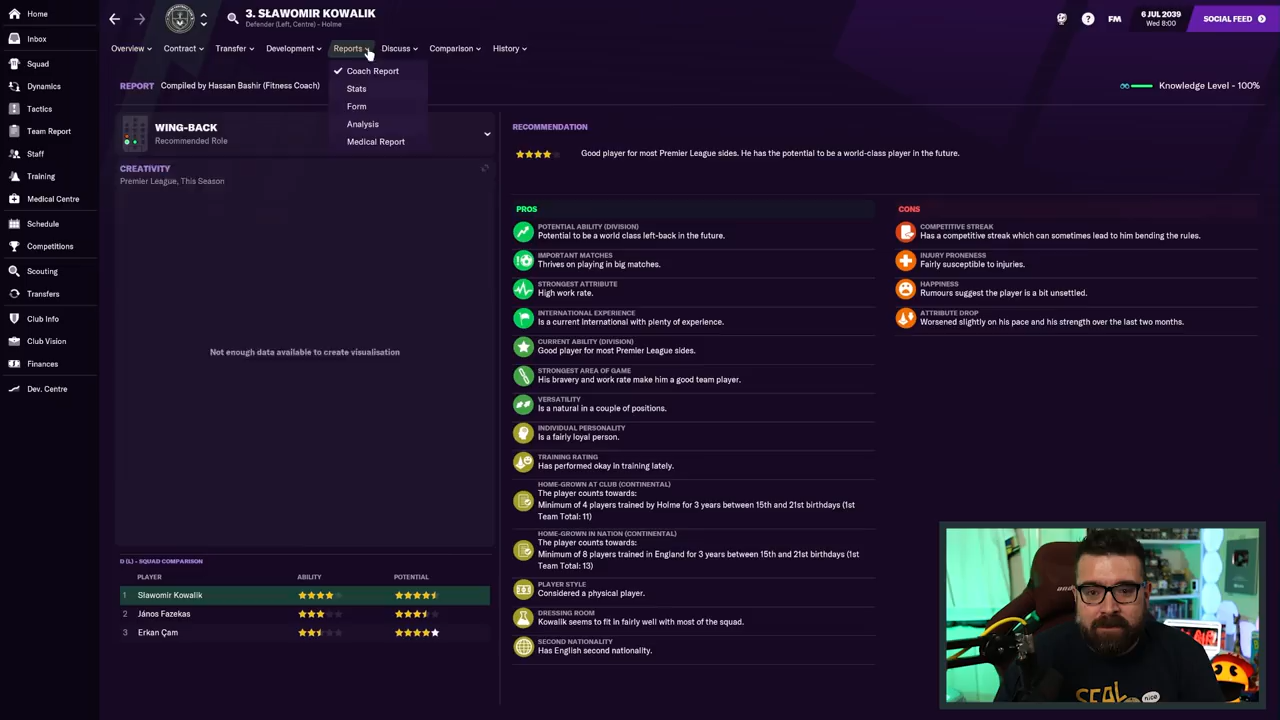 Home
Inbox
Squad
Dynamics
Tactics
Team Report
Staff
Training
Medical Centre
Schedule
Competitions
Scouting
Transfers
Club Info
Club Vision
Finances
Dev. Centre
3. SŁAWOMIR KOWALIK
Defender (Left, Centre) - Holme
FM
6 JUL 2039
Wed 8:00
SOCIAL FEED
Overview
Contract
Transfer
Development
Reports
Discuss
Comparison
History
Coach Report
Stats
Form
Analysis
Medical Report
REPORT Compiled by Hassan Bashir (Fitness Coach)
Knowledge Level - 100%
WING-BACK
Recommended Role
CREATIVITY
Premier League, This Season
Not enough data available to create visualisation
D (L) - SQUAD COMPARISON
PLAYER ABILITY POTENTIAL
1 Sławomir Kowalik
2 János Fazekas
3 Erkan Çam
RECOMMENDATION
Good player for most Premier League sides. He has the potential to be a world-class player in the future.
PROS
POTENTIAL ABILITY (DIVISION)
Potential to be a world class left-back in the future.
IMPORTANT MATCHES
Thrives on playing in big matches.
STRONGEST ATTRIBUTE
High work rate.
INTERNATIONAL EXPERIENCE
Is a current international with plenty of experience.
CURRENT ABILITY (DIVISION)
Good player for most Premier League sides.
STRONGEST AREA OF GAME
His bravery and work rate make him a good team player.
VERSATILITY
Is a natural in a couple of positions.
INDIVIDUAL PERSONALITY
Is a fairly loyal person.
TRAINING RATING
Has performed okay in training lately.
HOME-GROWN AT CLUB (CONTINENTAL)
The player counts towards:
Minimum of 4 players trained by Holme for 3 years between 15th and 21st birthdays (1st
Team Total: 11)
HOME-GROWN IN NATION (CONTINENTAL)
The player counts towards:
Minimum of 8 players trained in England for 3 years between 15th and 21st birthdays (1st
Team Total: 13)
PLAYER STYLE
Considered a physical player.
DRESSING ROOM
Kowalik seems to fit in fairly well with most of the squad.
SECOND NATIONALITY
Has English second nationality.
CONS
COMPETITIVE STREAK
Has a competitive streak which can sometimes lead to him bending the rules.
INJURY PRONENESS
Fairly susceptible to injuries.
HAPPINESS
Rumours suggest the player is a bit unsettled.
ATTRIBUTE DROP
Worsened slightly on his pace and his strength over the last two months.
nice